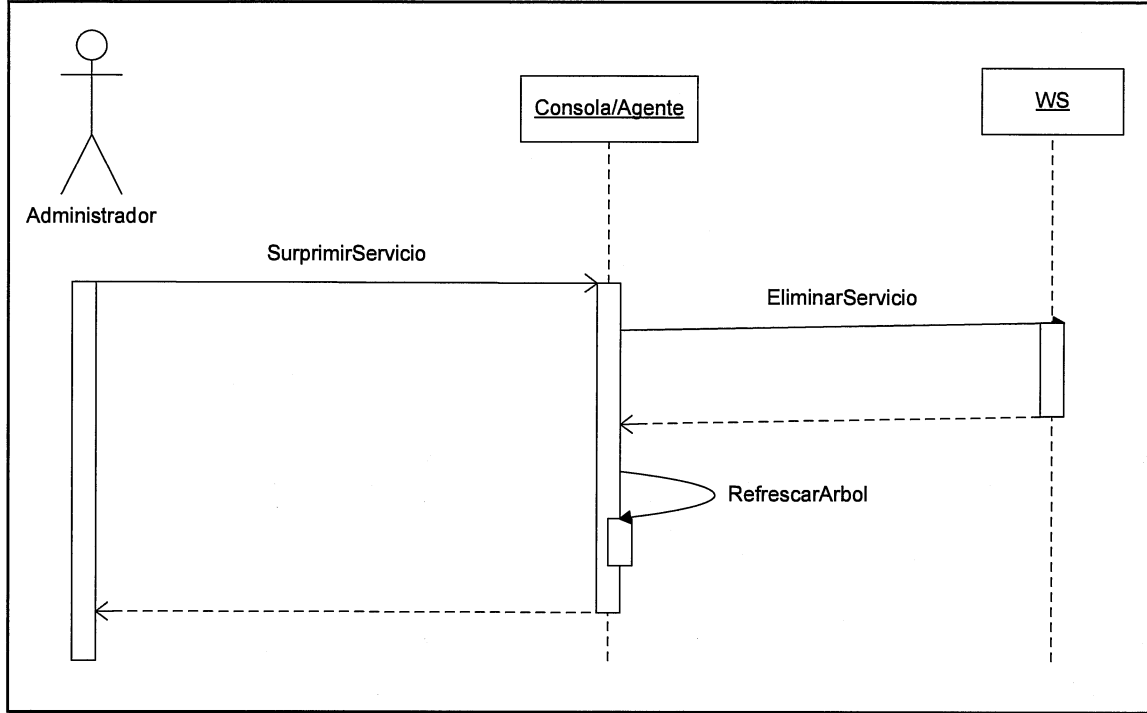 Consola/Agente
WS
Administrador
SurprimirServicio
EliminarServicio
RefrescarArbol